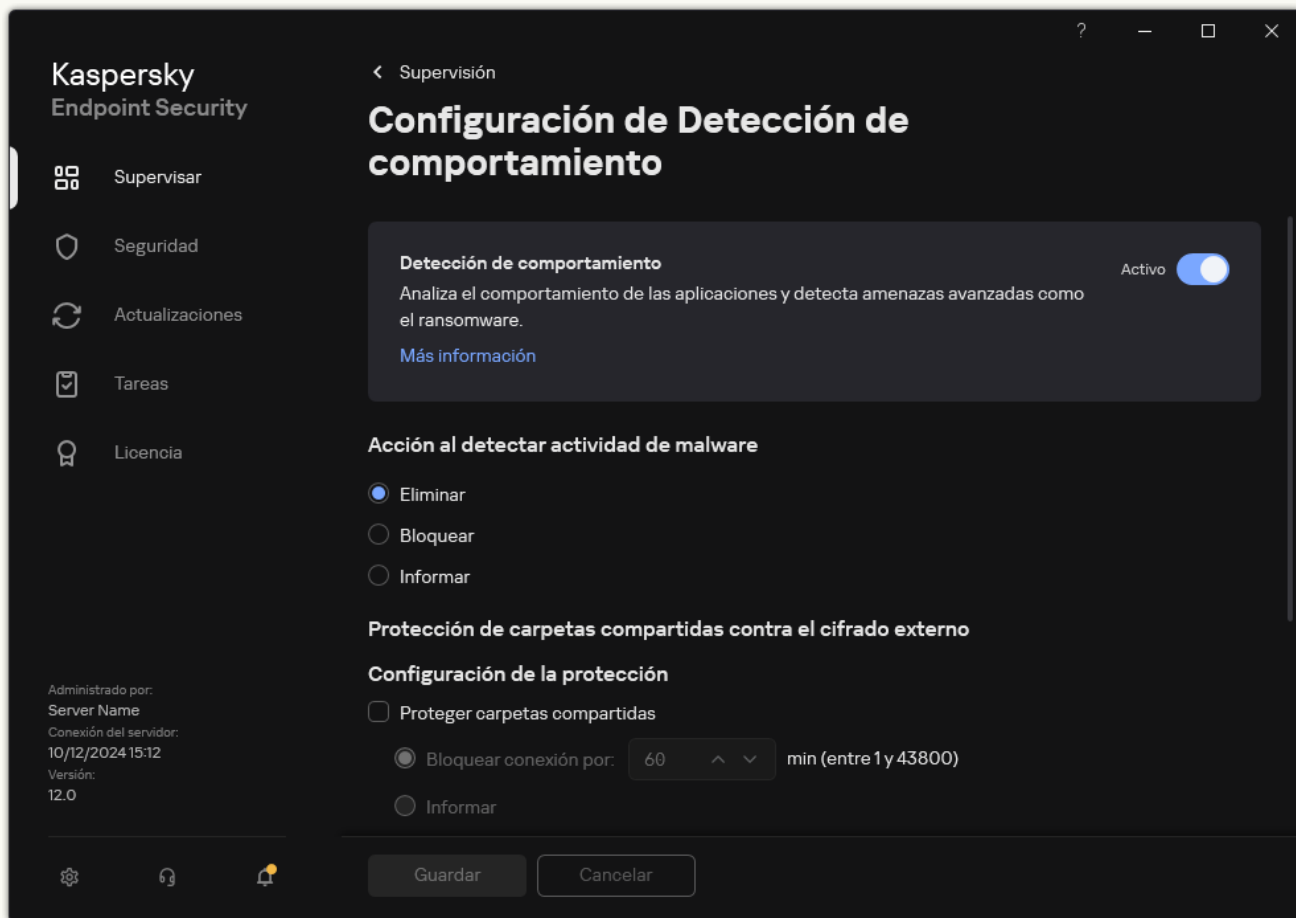 ?
Kaspersky
Endpoint Security
Supervisar
Seguridad
Actualizaciones
Tareas
Licencia
Administrado por:
Server Name
Conexión del servidor:
10/12/2024 15:12
Versión:
12.0
Supervisión
Configuración de Detección de
comportamiento
Detección de comportamiento
Activo
Analiza el comportamiento de las aplicaciones y detecta amenazas avanzadas como
el ransomware.
Más información
Acción al detectar actividad de malware
Eliminar
Bloquear
Informar
Protección de carpetas compartidas contra el cifrado externo
Configuración de la protección
Proteger carpetas compartidas
Bloquear conexión por: 60 min (entre 1 y 43800)
Informar
Guardar Cancelar